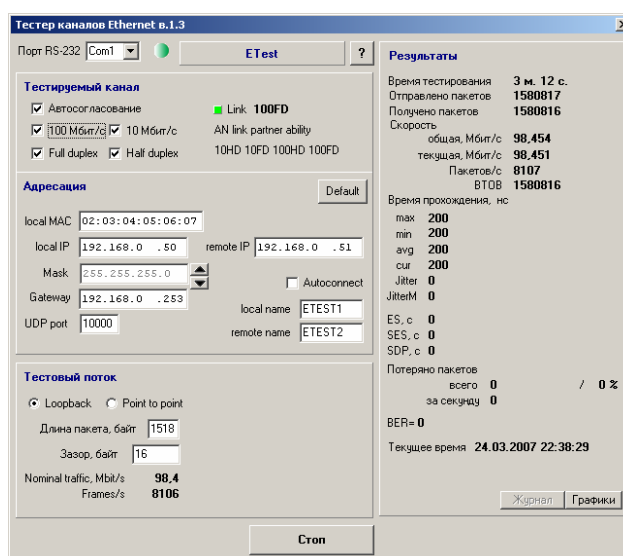 Тестер каналов Ethernet в.1.3
Порт RS-232 Com1 ETest ?
Тестируемый канал
Автосогласование
Link 100FD
100 Мбит/с 10 Мбит/с
AN link partner ability
Full duplex Half duplex
10HD 10FD 100HD 100FD
Адресация
Default
local MAC 02:03:04:05:06:07
local IP 192.168.0 .50 remote IP 192.168.0 .51
Mask 255.255.255.0
Autoconnect
Gateway 192.168.0 .253
local name ETEST1
UDP port 10000
remote name ETEST2
Тестовый поток
Loopback Point to point
Длина пакета, байт 1518
Зазор, байт 16
Nominal traffic, Mbit/s 98,4
Frames/s 8106
Стоп
Результаты
Время тестирования 3 м. 12 с.
Отправлено пакетов 1580817
Получено пакетов 1580816
Скорость
общая, Мбит/с 98,454
текущая, Мбит/с 98,451
Пакетов/с 8107
BTOB 1580816
Время прохождения, нс
max 200
min 200
avg 200
cur 200
Jitter 0
JitterM 0
ES, с 0
SES, с 0
SDP, с 0
Потеряно пакетов
всего 0 / 0 %
за секунду 0
BER= 0
Текущее время 24.03.2007 22:38:29
Журнал Графики